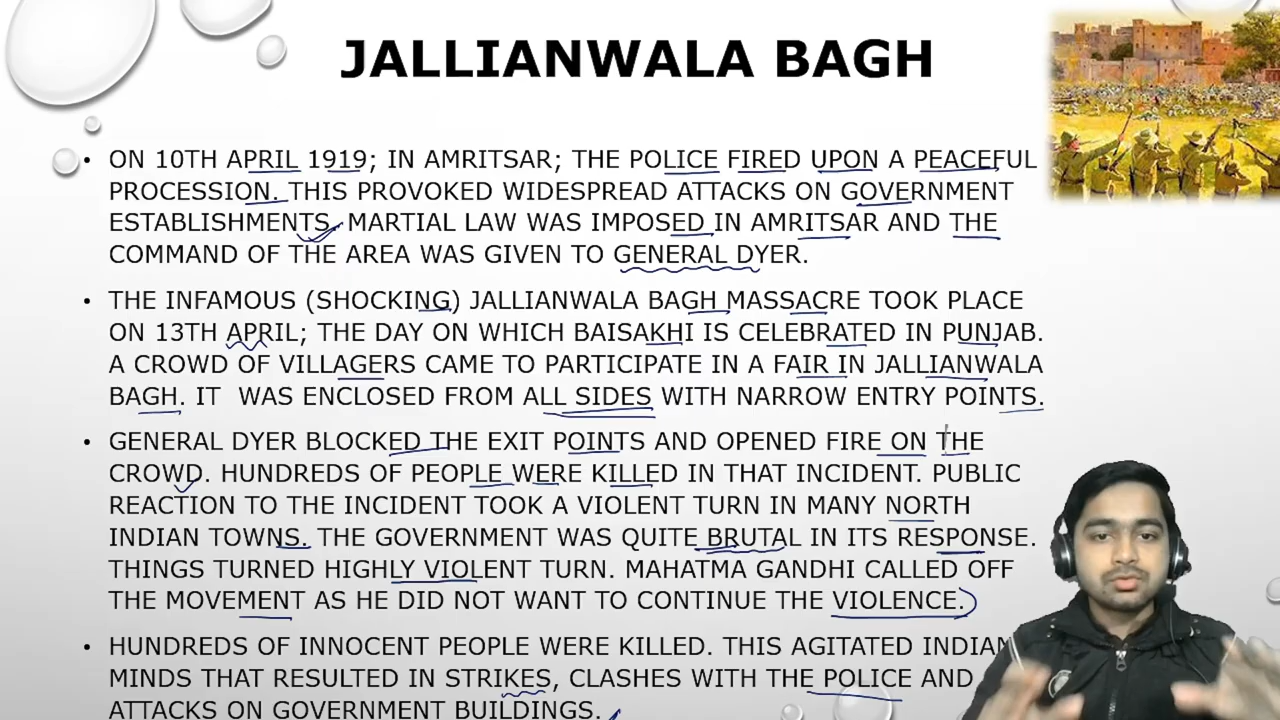 JALLIANWALA BAGH
• ON 10TH APRIL 1919; IN AMRITSAR; THE POLICE FIRED UPON A PEACEFUL
PROCESSION. THIS PROVOKED WIDESPREAD ATTACKS ON GOVERNMENT
ESTABLISHMENTS. MARTIAL LAW WAS IMPOSED IN AMRITSAR AND THE
COMMAND OF THE AREA WAS GIVEN TO GENERAL DYER.
• THE INFAMOUS (SHOCKING) JALLIANWALA BAGH MASSACRE TOOK PLACE
ON 13TH APRIL; THE DAY ON WHICH BAISAKHI IS CELEBRATED IN PUNJAB.
A CROWD OF VILLAGERS CAME TO PARTICIPATE IN A FAIR IN JALLIANWALA
BAGH. IT WAS ENCLOSED FROM ALL SIDES WITH NARROW ENTRY POINTS.
• GENERAL DYER BLOCKED THE EXIT POINTS AND OPENED FIRE ON THE
CROWD. HUNDREDS OF PEOPLE WERE KILLED IN THAT INCIDENT. PUBLIC
REACTION TO THE INCIDENT TOOK A VIOLENT TURN IN MANY NORTH
INDIAN TOWNS. THE GOVERNMENT WAS QUITE BRUTAL IN ITS RESPONSE.
THINGS TURNED HIGHLY VIOLENT TURN. MAHATMA GANDHI CALLED OFF
THE MOVEMENT AS HE DID NOT WANT TO CONTINUE THE VIOLENCE.
• HUNDREDS OF INNOCENT PEOPLE WERE KILLED. THIS AGITATED INDIAN
MINDS THAT RESULTED IN STRIKES, CLASHES WITH THE POLICE AND
ATTACKS ON GOVERNMENT BUILDINGS.